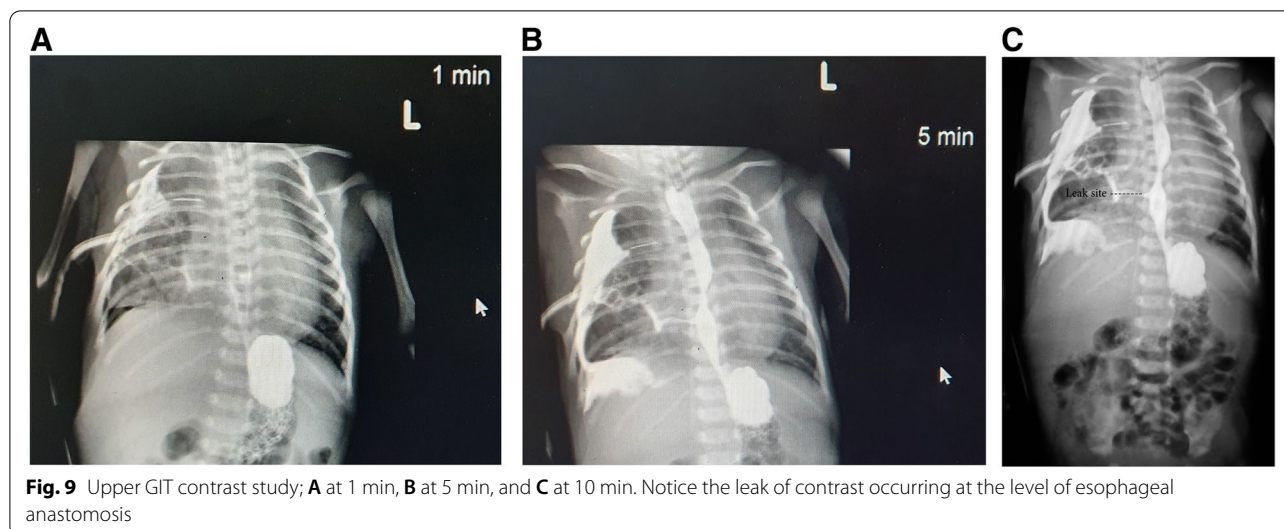 A
B
C
1 min
L
L
5 min
Leak site
Fig. 9 Upper GIT contrast study; A at 1 min, B at 5 min, and C at 10 min. Notice the leak of contrast occurring at the level of esophageal
anastomosis